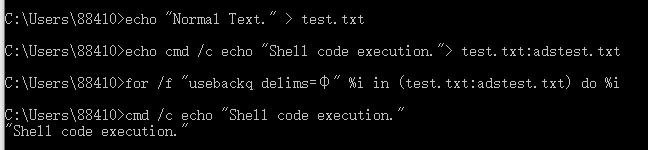 C:\Users\88410>echo "Normal Text." > test.txt
C:\Users\88410>echo cmd /c echo "Shell code execution."> test.txt:adstest.txt
C:\Users\88410>for /f "usebackq delims=φ" %i in (test.txt:adstest.txt) do %i
C:\Users\88410>cmd /c echo "Shell code execution."
"Shell code execution."